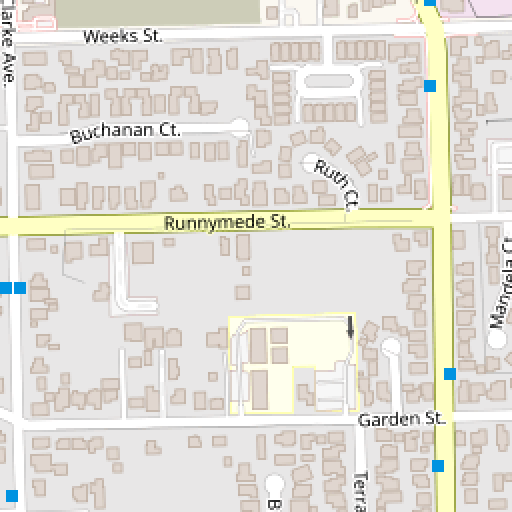 Clarke Ave.
Weeks St.
Buchanan Ct.
Ruth Ct.
Runnymede St.
Mandela Ct
Garden St.
Terra
B